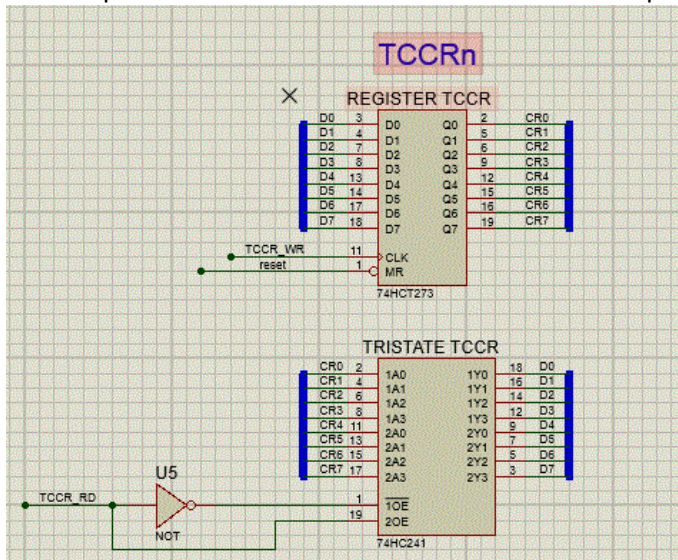 TCCRn
REGISTER TCCR
D0 3 D0 Q0 2 CR0
D1 4 D1 Q1 5 CR1
D2 7 D2 Q2 6 CR2
D3 8 D3 Q3 9 CR3
D4 13 D4 Q4 12 CR4
D5 14 D5 Q5 15 CR5
D6 17 D6 Q6 16 CR6
D7 18 D7 Q7 19 CR7
TCCR_WR 11 CLK
reset 1 MR
74HCT273
TRISTATE TCCR
CR0 2 1A0 1Y0 18 D0
CR1 4 1A1 1Y1 16 D1
CR2 6 1A2 1Y2 14 D2
CR3 8 1A3 1Y3 12 D3
CR4 11 2A0 2Y0 9 D4
CR5 13 2A1 2Y1 7 D5
CR6 15 2A2 2Y2 5 D6
CR7 17 2A3 2Y3 3 D7
U5
TCCR_RD 1 1OE
19 2OE
NOT
74HC241